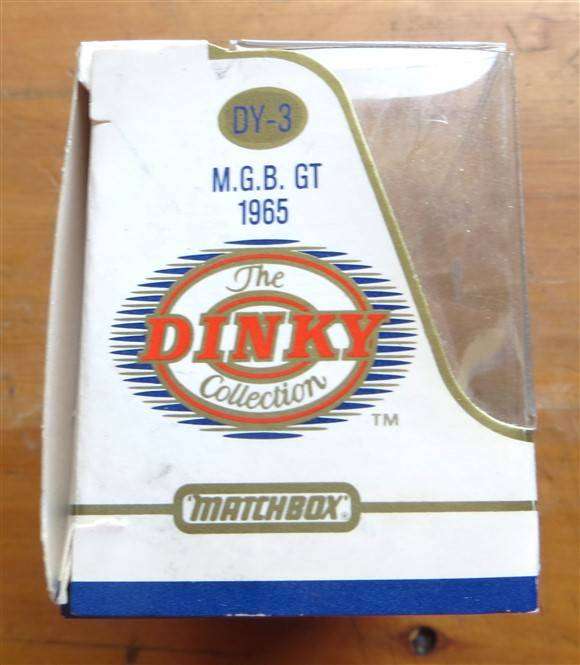 DY-3
M.G.B. GT
1965
The
DINKY
Collection
TM
"MATCHBOX"®